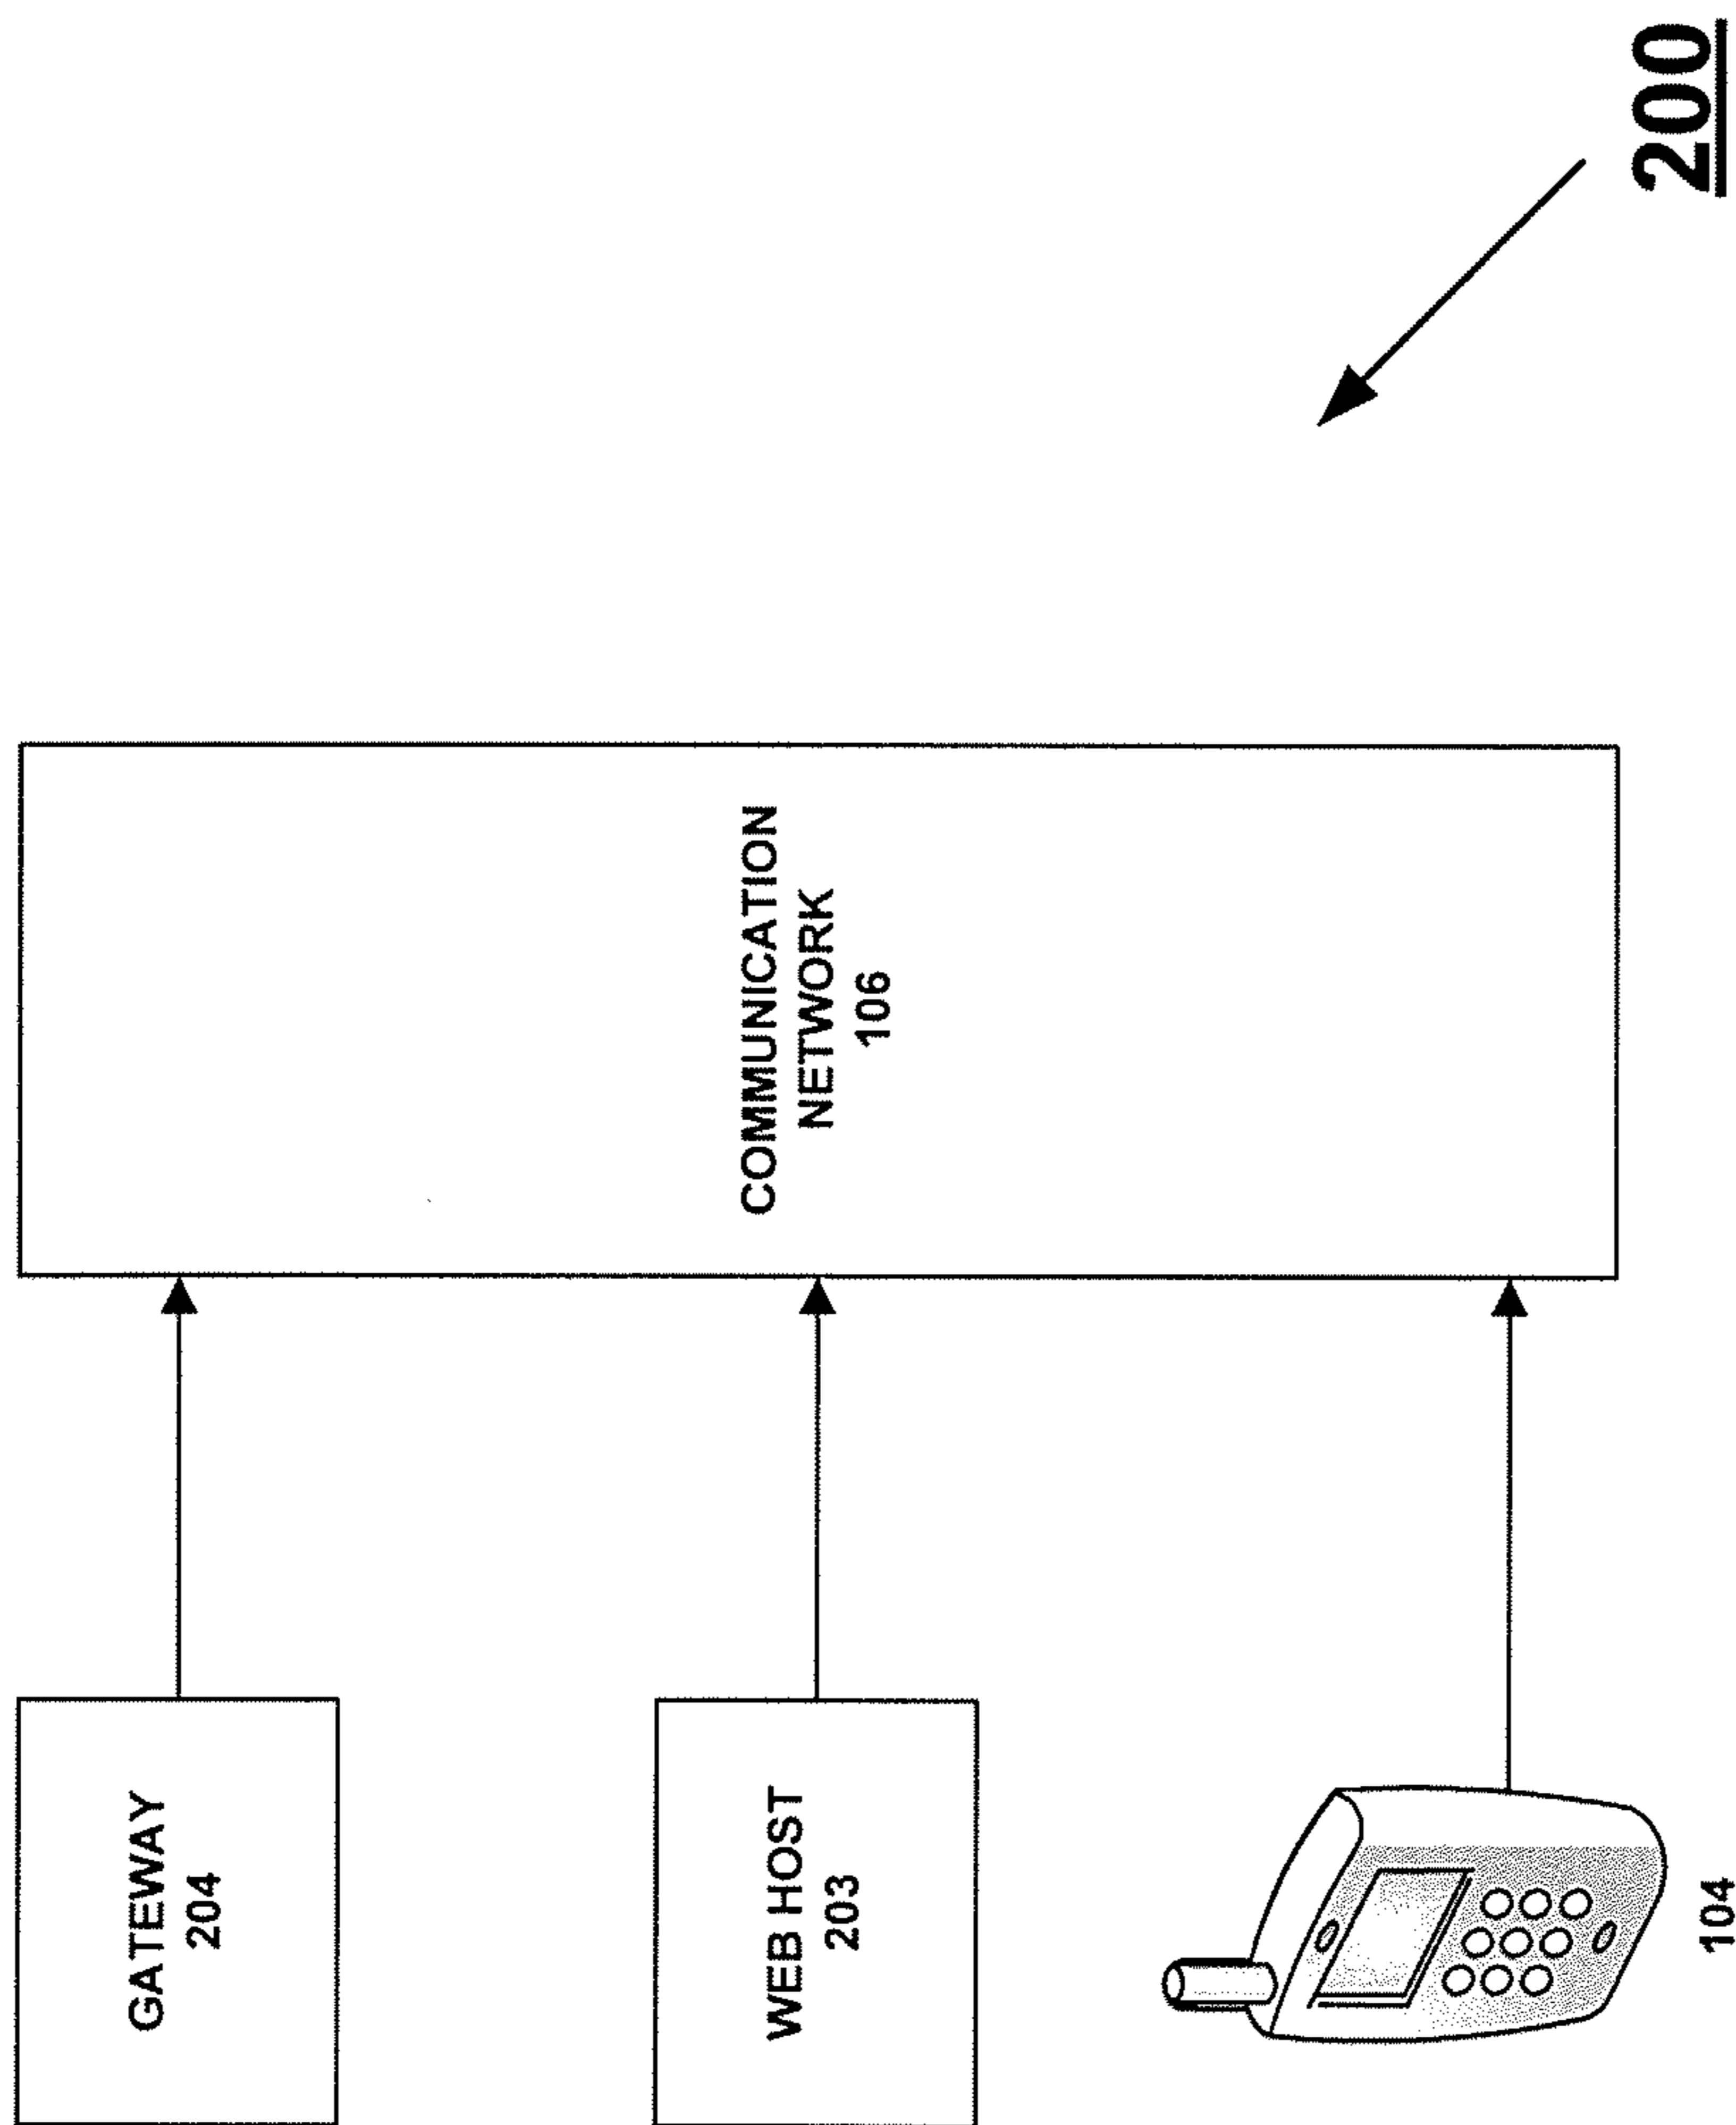 GATEWAY
204
WEB HOST
203
104
COMMUNICATION
NETWORK
106
200